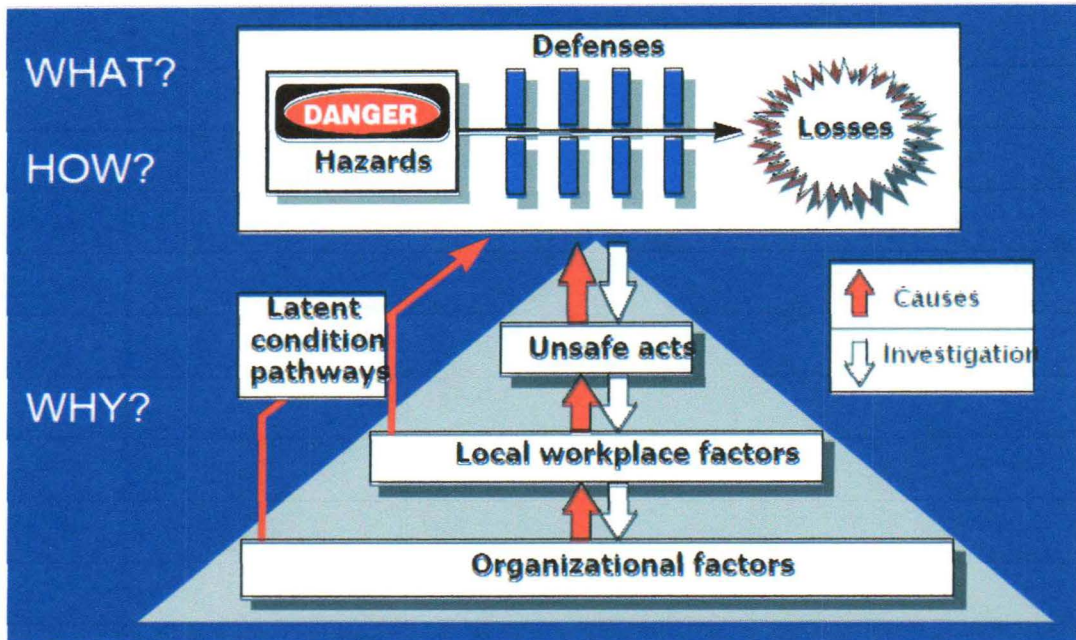 WHAT?
HOW?
WHY?
Defenses
DANGER
Hazards
Losses
Latent
condition
pathways
Causes
Investigation
Unsafe acts
Local workplace factors
Organizational factors